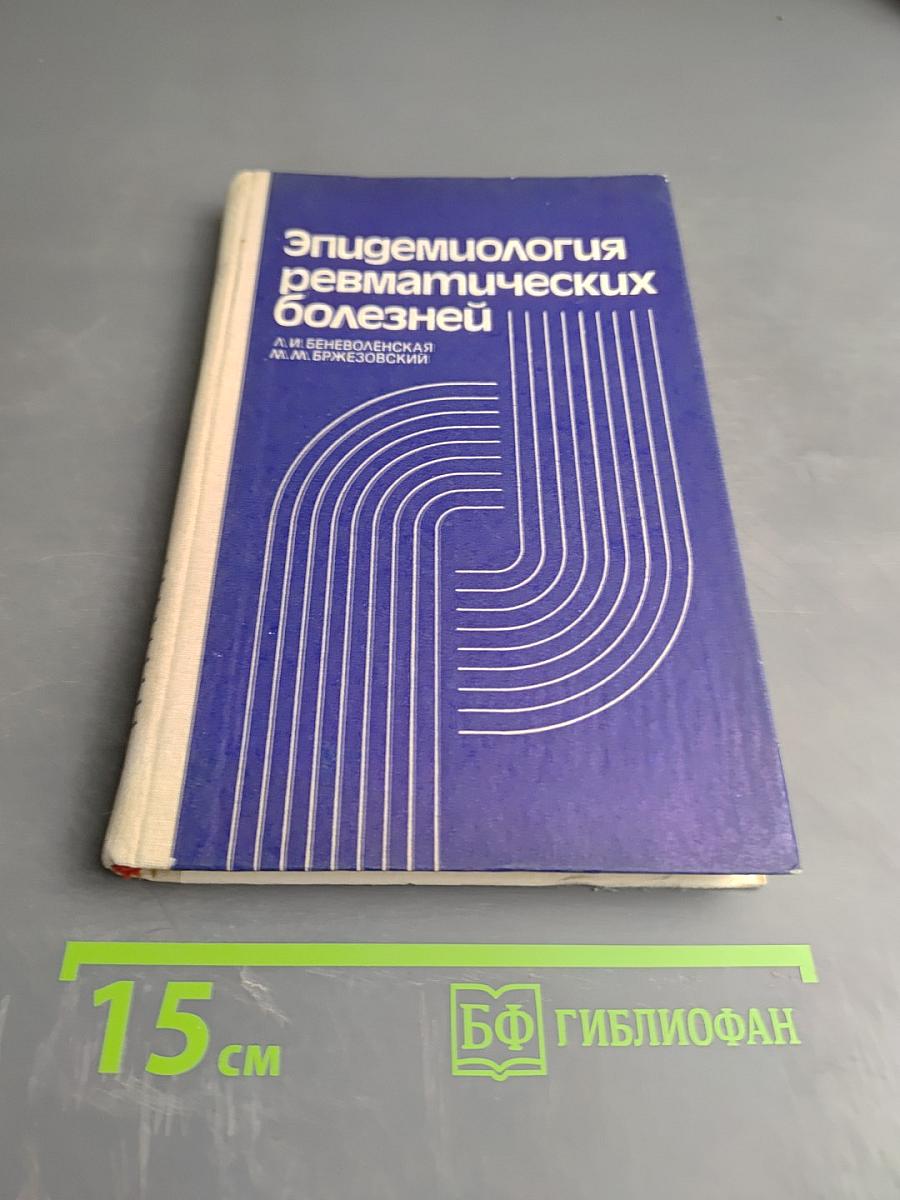 Эпидемиология
ревматических
болезней
Л.И. БЕНЕВОЛЕНСКАЯ
М.М. БРЖЕЗОВСКИЙ
15 см
БФ ГИБЛИОФАН